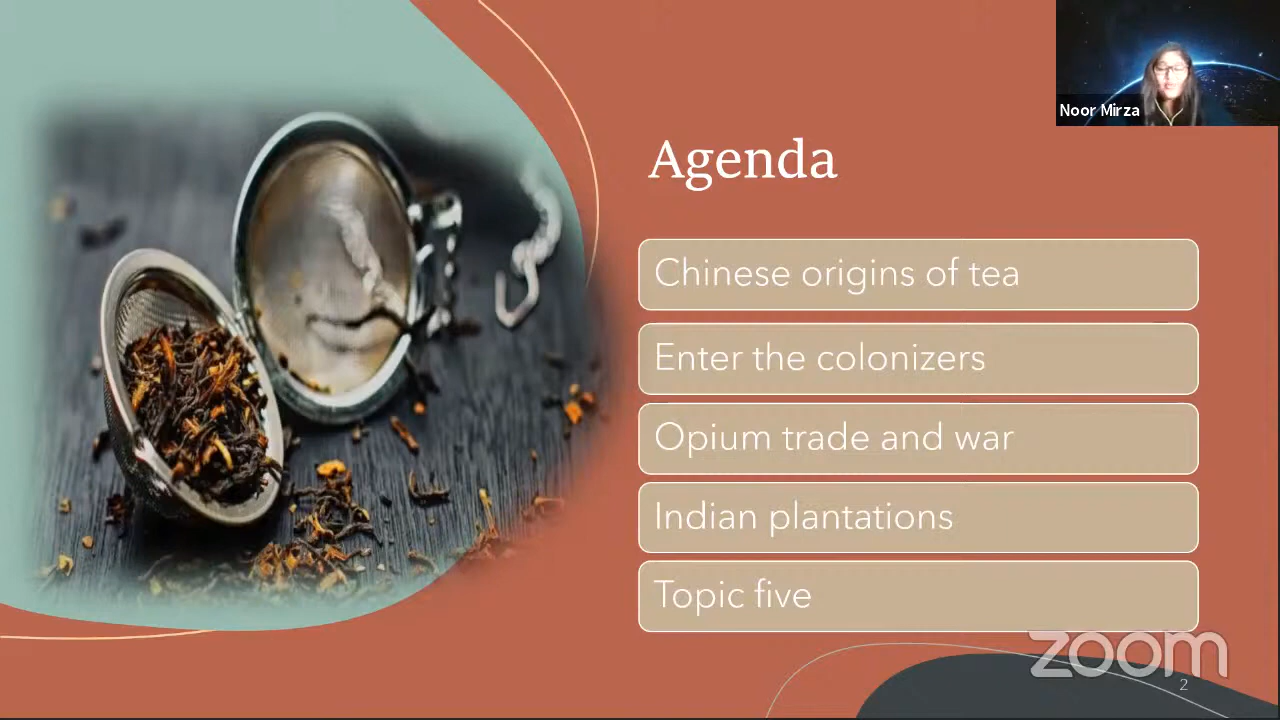 Noor Mirza
Agenda
Chinese origins of tea
Enter the colonizers
Opium trade and war
Indian plantations
Topic five
zoom
2